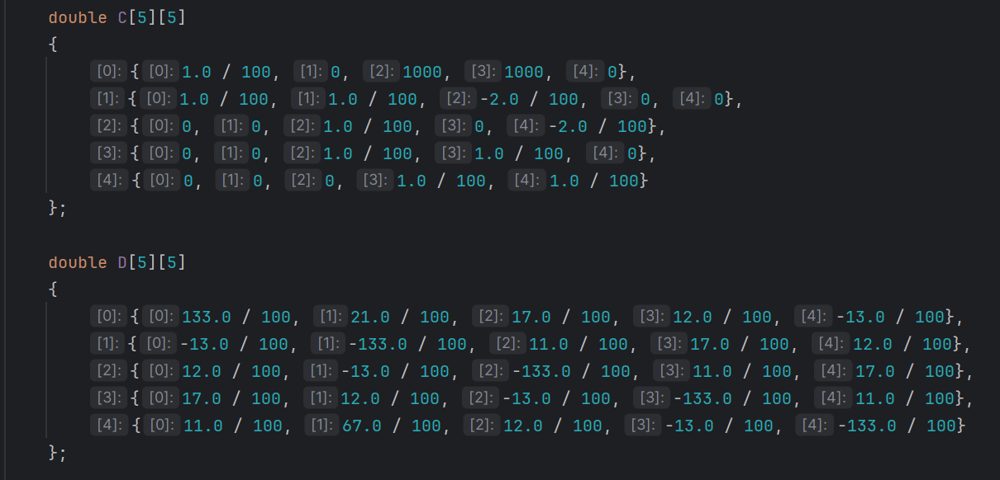 double C[5][5]
{
[0]: {[0]: 1.0 / 100, [1]: 0, [2]: 1000, [3]: 1000, [4]: 0},
[1]: {[0]: 1.0 / 100, [1]: 1.0 / 100, [2]: -2.0 / 100, [3]: 0, [4]: 0},
[2]: {[0]: 0, [1]: 0, [2]: 1.0 / 100, [3]: 0, [4]: -2.0 / 100},
[3]: {[0]: 0, [1]: 0, [2]: 1.0 / 100, [3]: 1.0 / 100, [4]: 0},
[4]: {[0]: 0, [1]: 0, [2]: 0, [3]: 1.0 / 100, [4]: 1.0 / 100}
};
double D[5][5]
{
[0]: {[0]: 133.0 / 100, [1]: 21.0 / 100, [2]: 17.0 / 100, [3]: 12.0 / 100, [4]: -13.0 / 100},
[1]: {[0]: -13.0 / 100, [1]: -133.0 / 100, [2]: 11.0 / 100, [3]: 17.0 / 100, [4]: 12.0 / 100},
[2]: {[0]: 12.0 / 100, [1]: -13.0 / 100, [2]: -133.0 / 100, [3]: 11.0 / 100, [4]: 17.0 / 100},
[3]: {[0]: 17.0 / 100, [1]: 12.0 / 100, [2]: -13.0 / 100, [3]: -133.0 / 100, [4]: 11.0 / 100},
[4]: {[0]: 11.0 / 100, [1]: 67.0 / 100, [2]: 12.0 / 100, [3]: -13.0 / 100, [4]: -133.0 / 100}
};